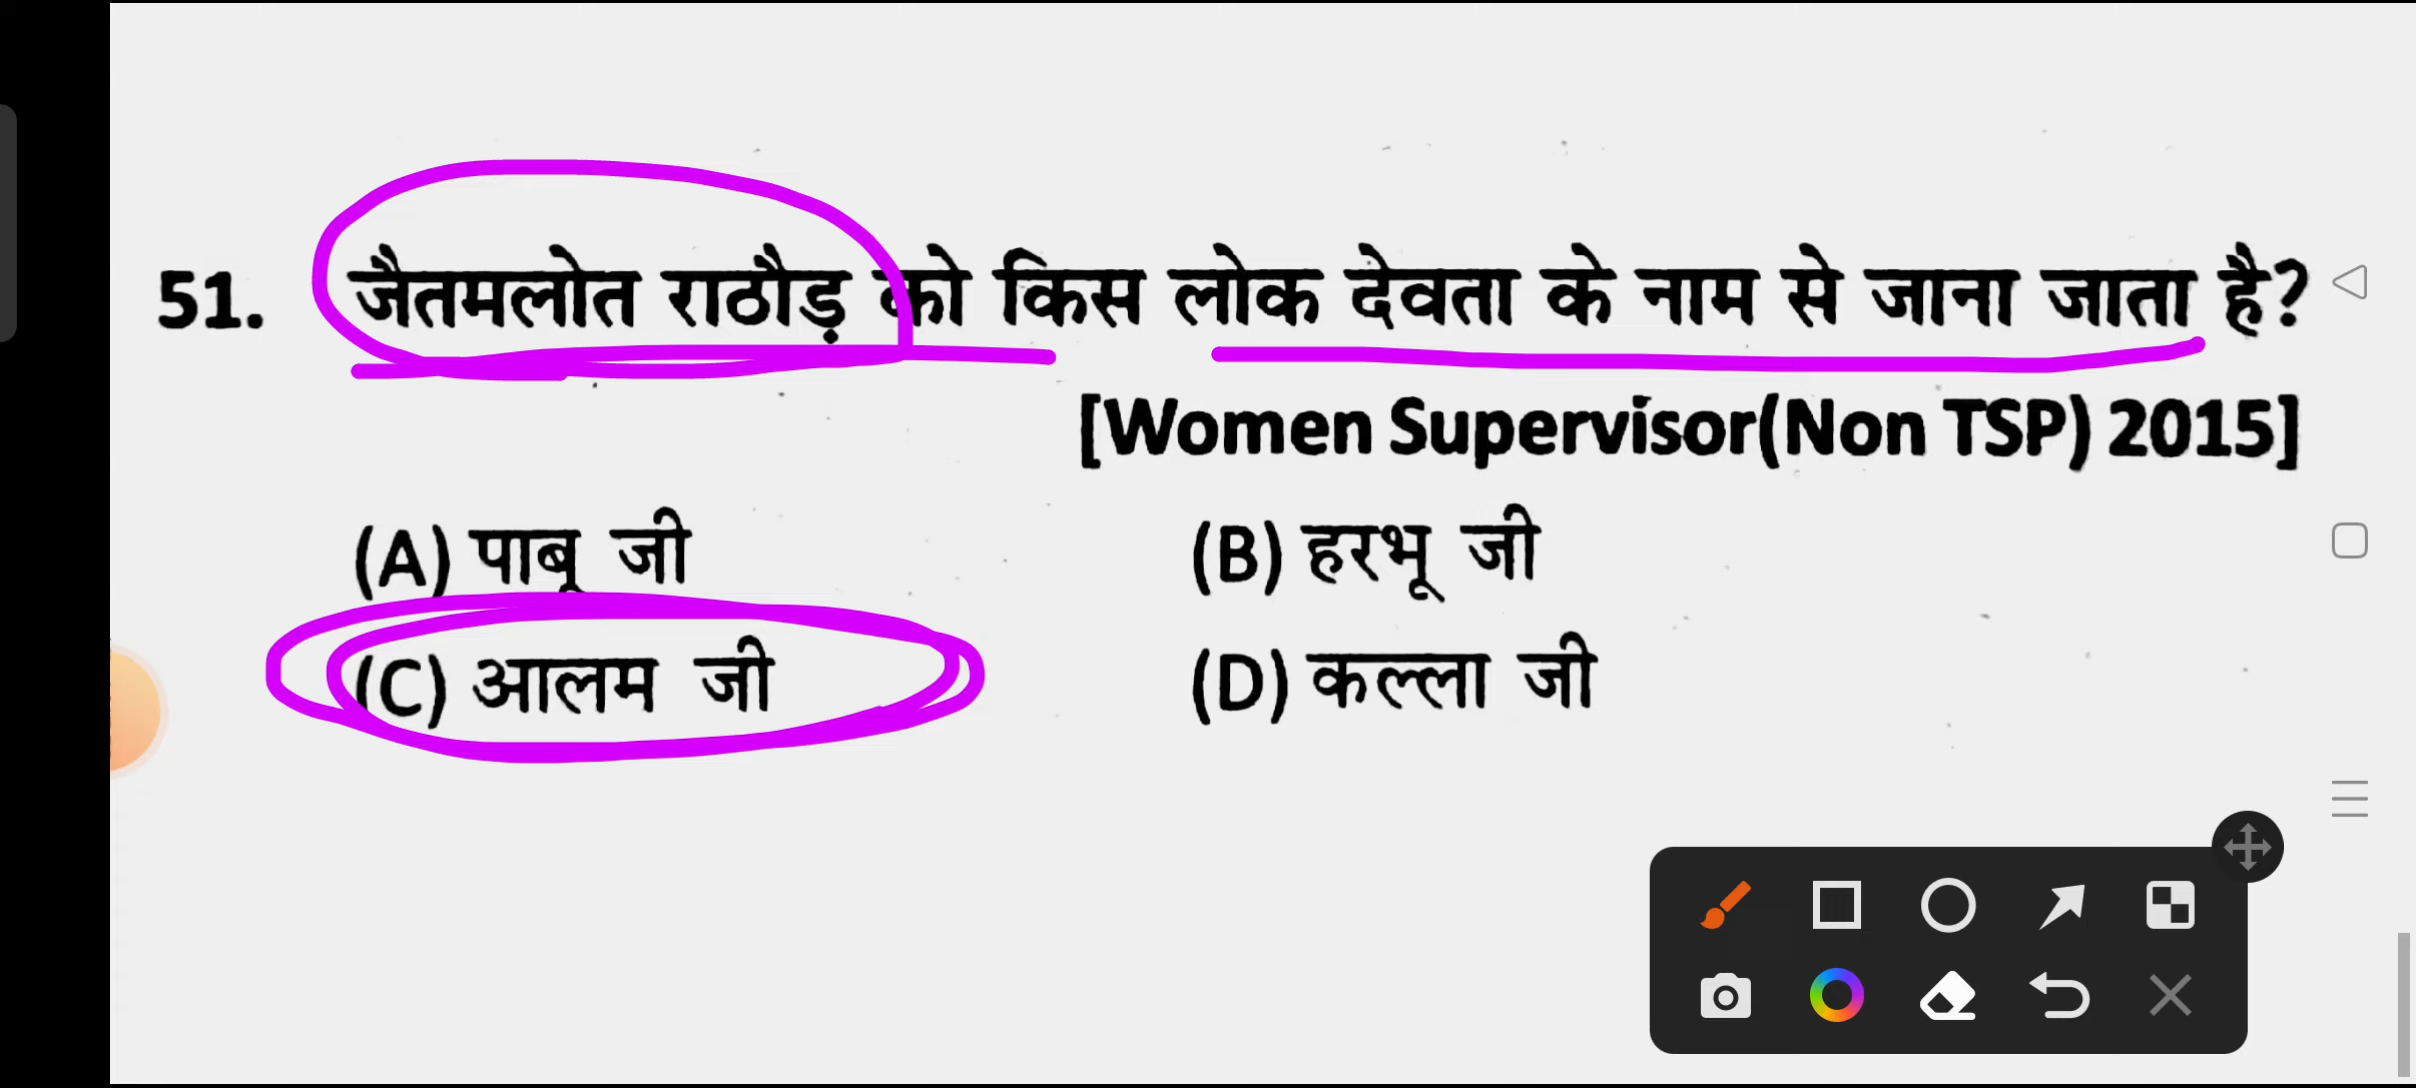 51. जैतमलोत राठौड़ को किस लोक देवता के नाम से जाना जाता है?
[Women Supervisor(Non TSP) 2015]
(A) पाबू जी (B) हरभू जी
(C) आलम जी (D) कल्ला जी